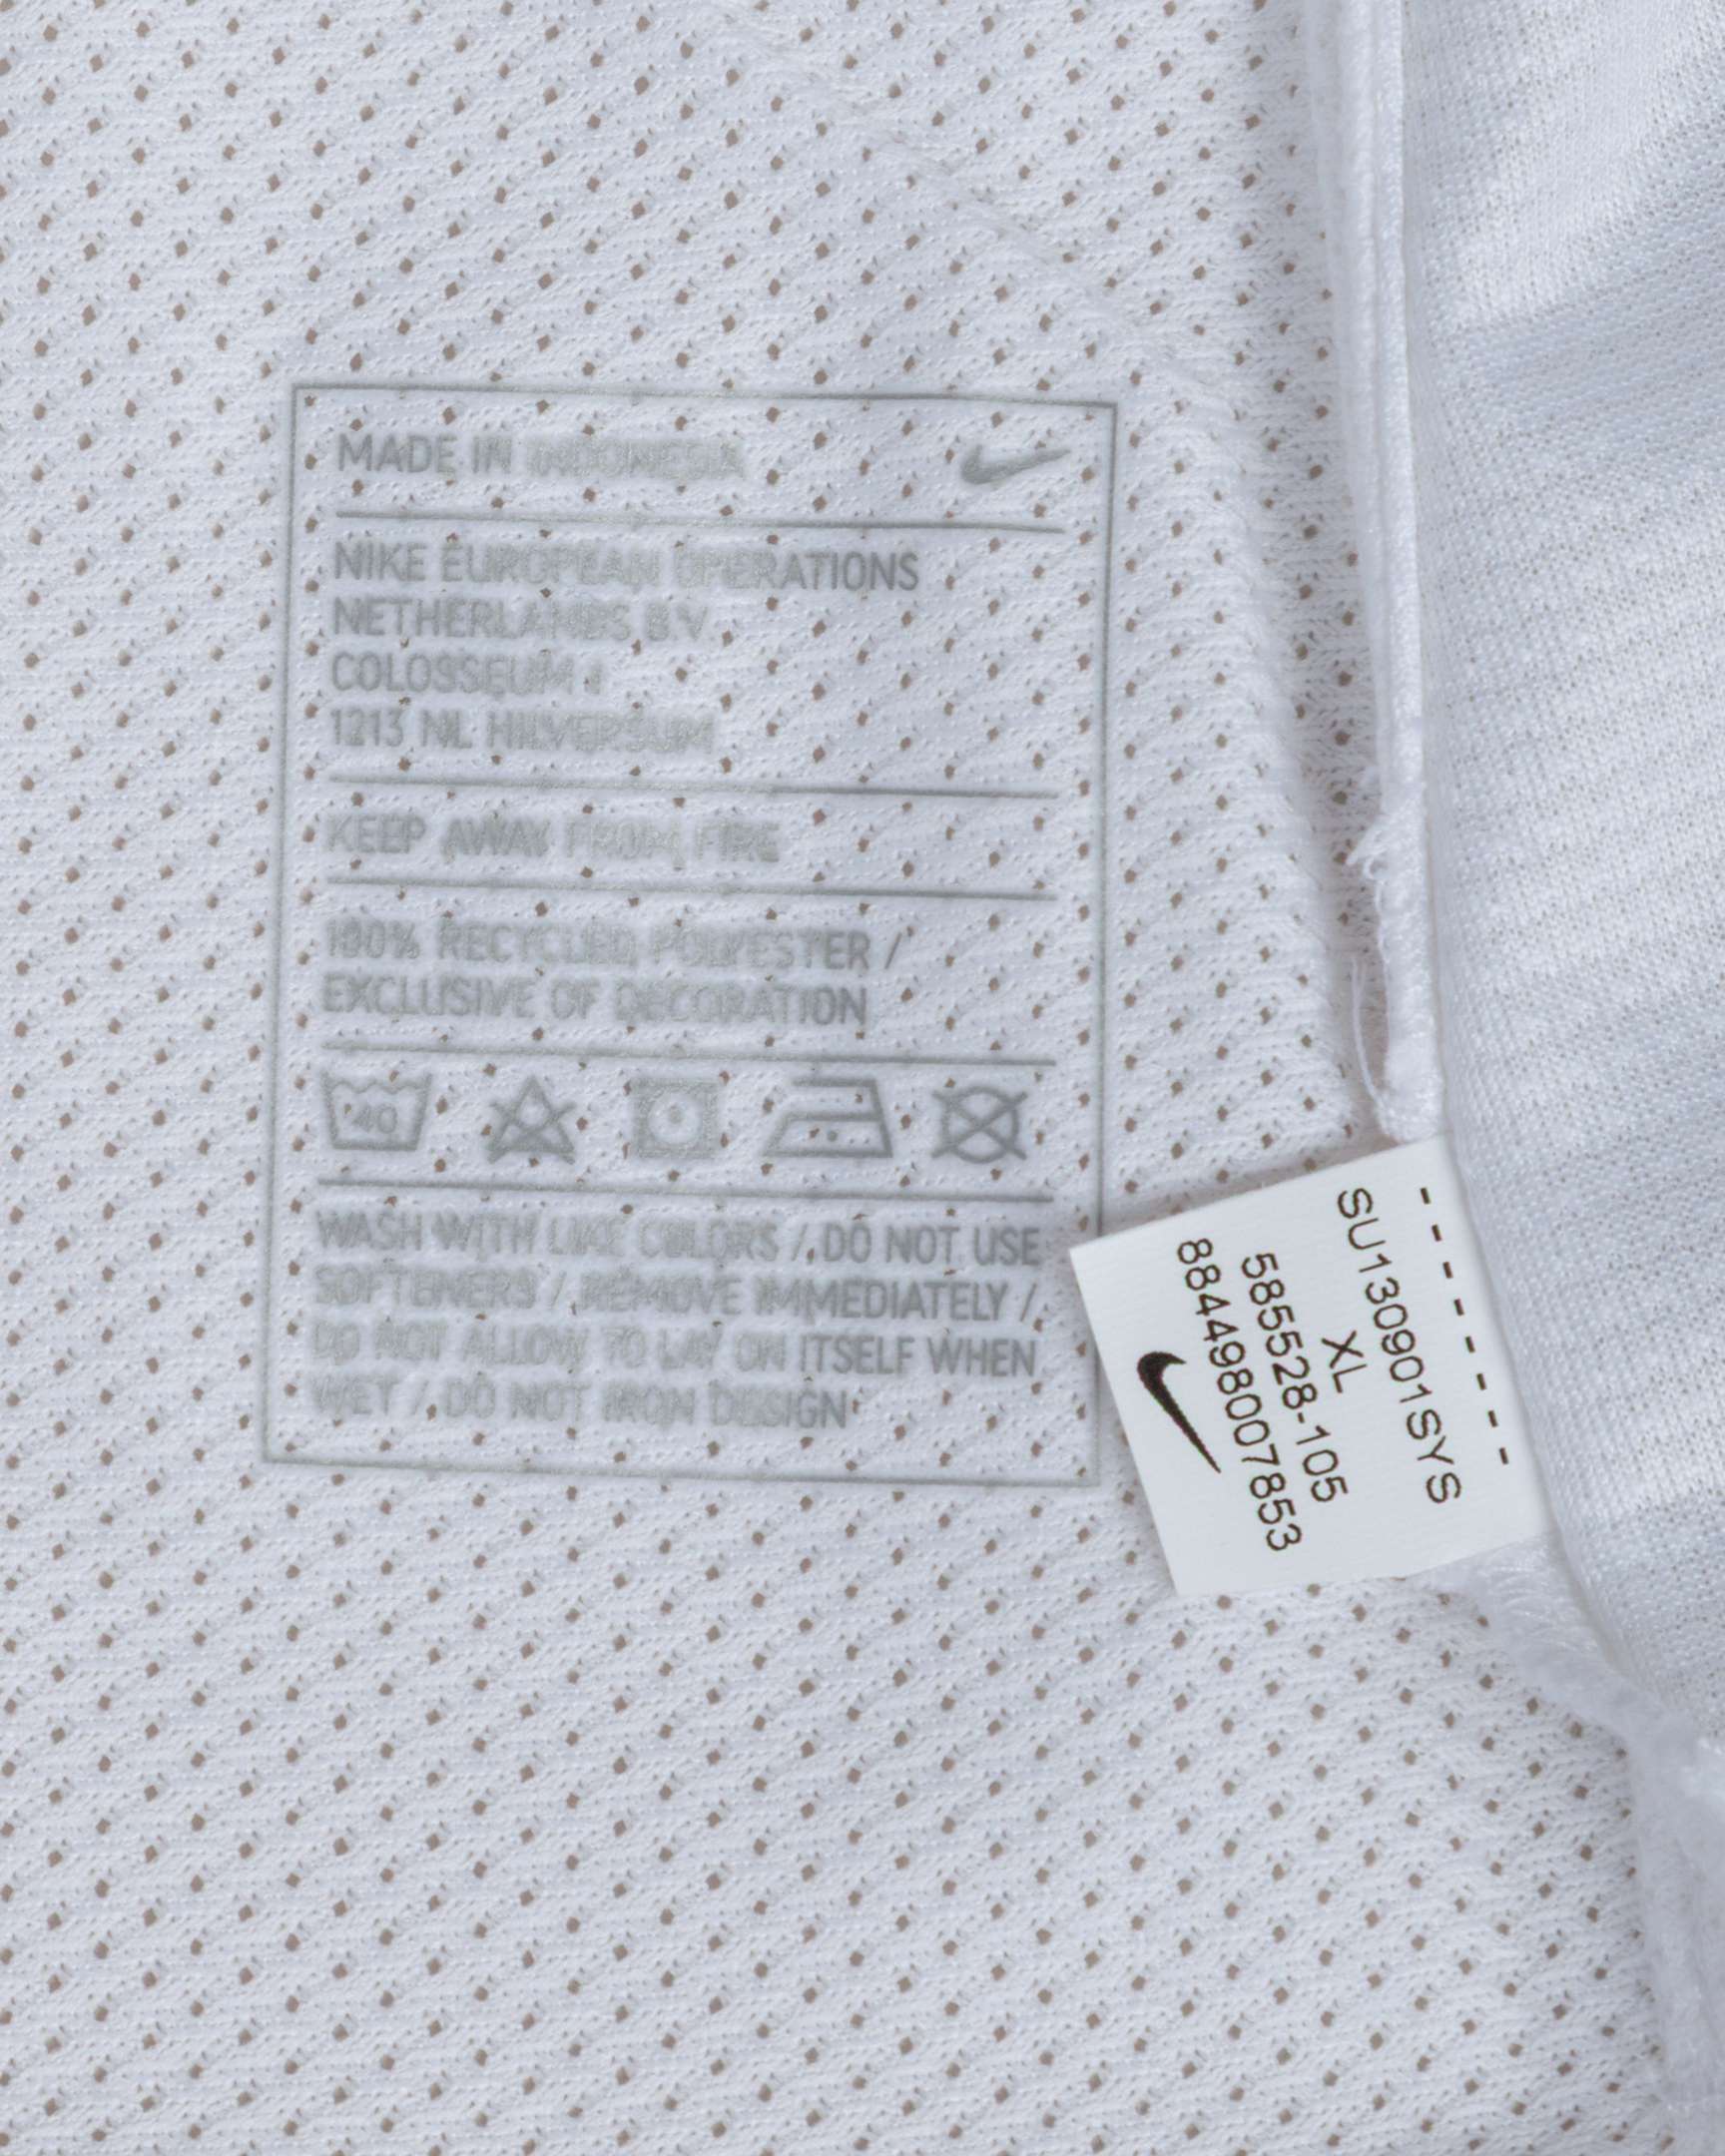 MADE IN INDONESIA
NIKE EUROPEAN OPERATIONS
NETHERLANDS B.V.
COLOSSEUM 1
1213 NL HILVERSUM
KEEP AWAY FROM FIRE
100% RECYCLED POLYESTER /
EXCLUSIVE OF DECORATION
40
WASH WITH LIKE COLORS / DO NOT USE
SOFTENERS / REMOVE IMMEDIATELY /
DO NOT ALLOW TO LAY ON ITSELF WHEN
WET / DO NOT IRON DESIGN
SU130901SYS
XL
585528-105
884498007853